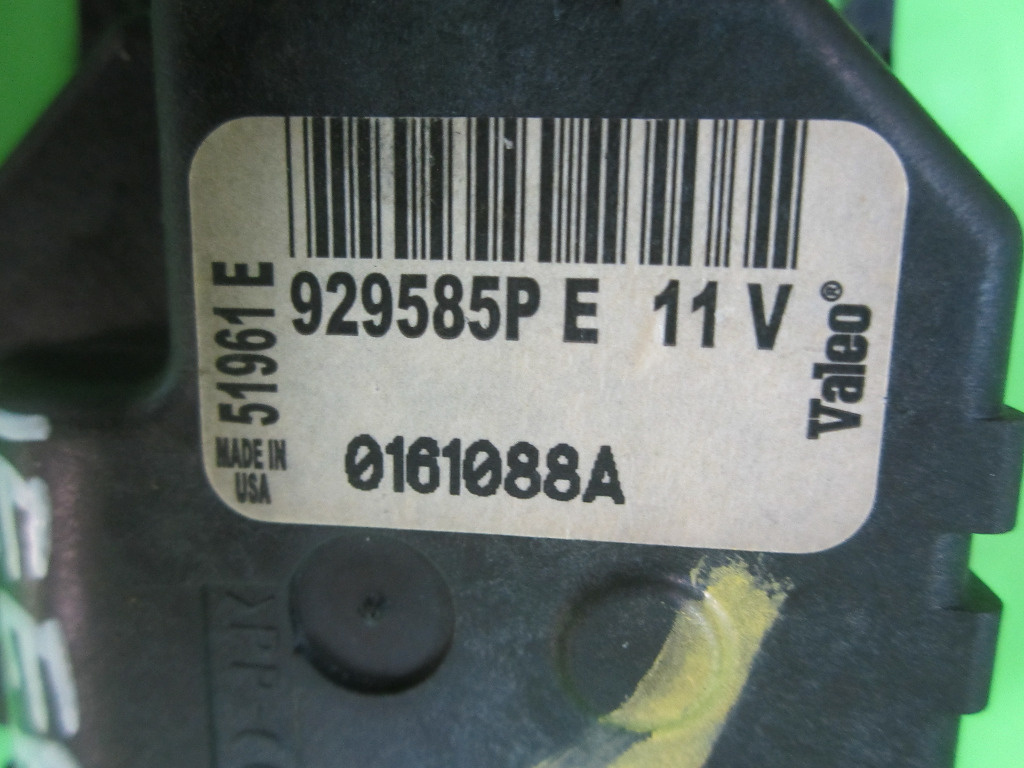 929585P E 11 V
0161088A
51961 E
MADE IN
USA
Valeo®